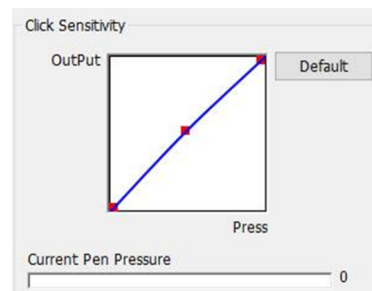 Click Sensitivity
OutPut
Default
Press
Current Pen Pressure
0